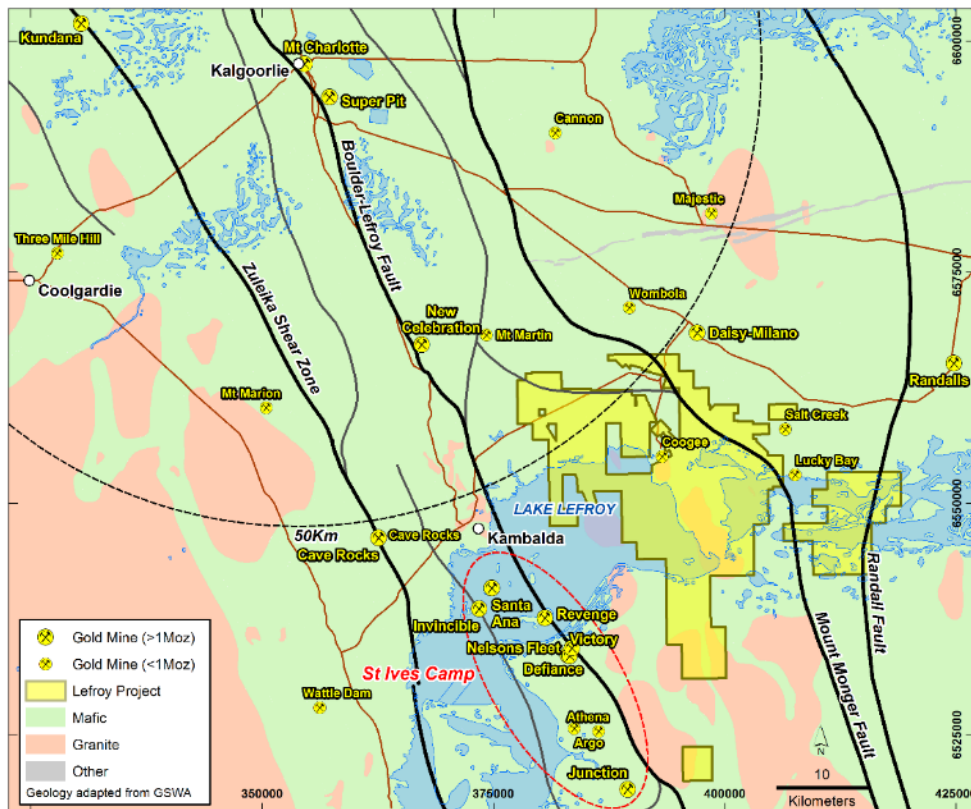 Kundana
Mt Charlotte
Kalgoorlie
Super Pit
Cannon
6600000
Boulder-Lefroy Fault
Majestic
Three Mile Hill
Coolgardie
Zuleika Shear Zone
6575000
Wombola
New
Celebration
Mt Martin
Daisy-Milano
Randalls
Mt Marion
Salt Creek
Coogee
Lucky Bay
LAKE LEFROY
6550000
50Km
Cave Rocks
Cave Rocks
Kambalda
Randall Fault
Mount Monger Fault
Santa
Ana
Invincible
Revenge
Victory
Nelsons Fleet
Defiance
St Ives Camp
Wattle Dam
Athena
Argo
Junction
6525000
N
10
Kilometers
Gold Mine (>1Moz)
Gold Mine (<1Moz)
Lefroy Project
Mafic
Granite
Other
Geology adapted from GSWA
350000
375000
400000
425000